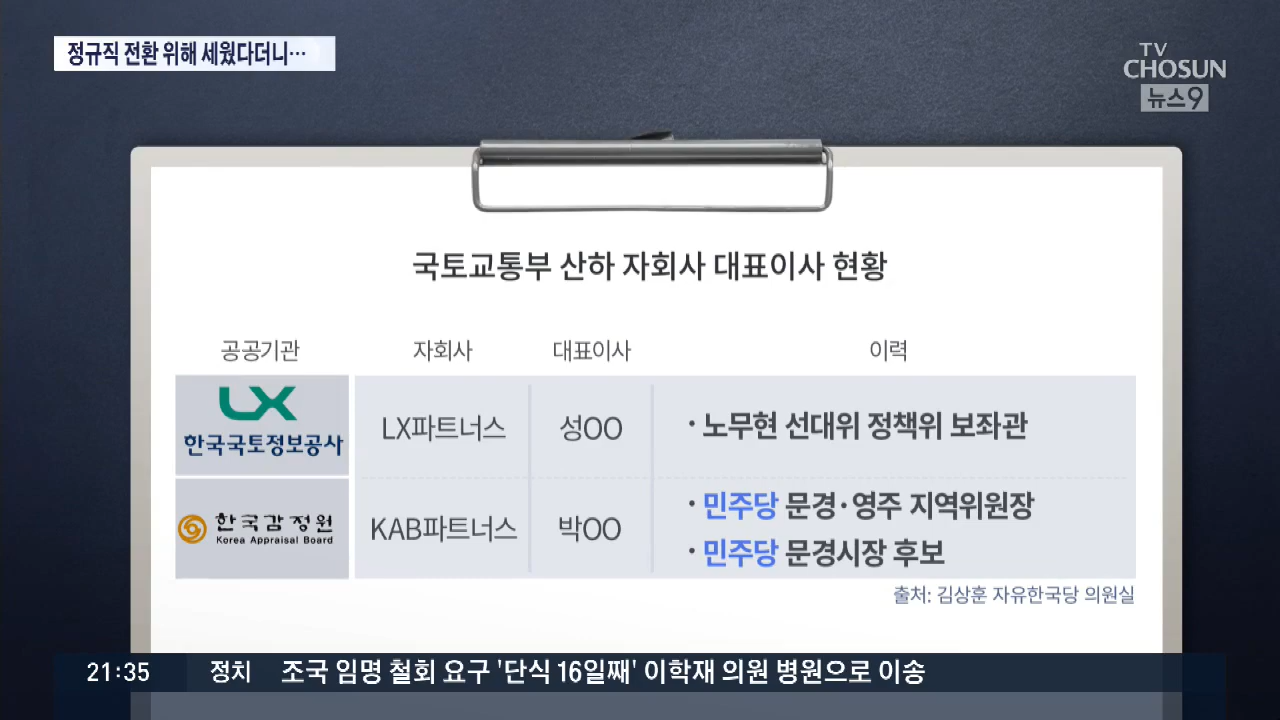 정규직 전환 위해 세웠다더니…
TV
CHOSUN
뉴스9
국토교통부 산하 자회사 대표이사 현황
공공기관 자회사 대표이사 이력
LX
한국국토정보공사
LX파트너스 성OO · 노무현 선대위 정책위 보좌관
한국감정원
Korea Appraisal Board
KAB파트너스 박OO
· 민주당 문경·영주 지역위원장
· 민주당 문경시장 후보
출처: 김상훈 자유한국당 의원실
21:35 정치 조국 임명 철회 요구 '단식 16일째' 이학재 의원 병원으로 이송